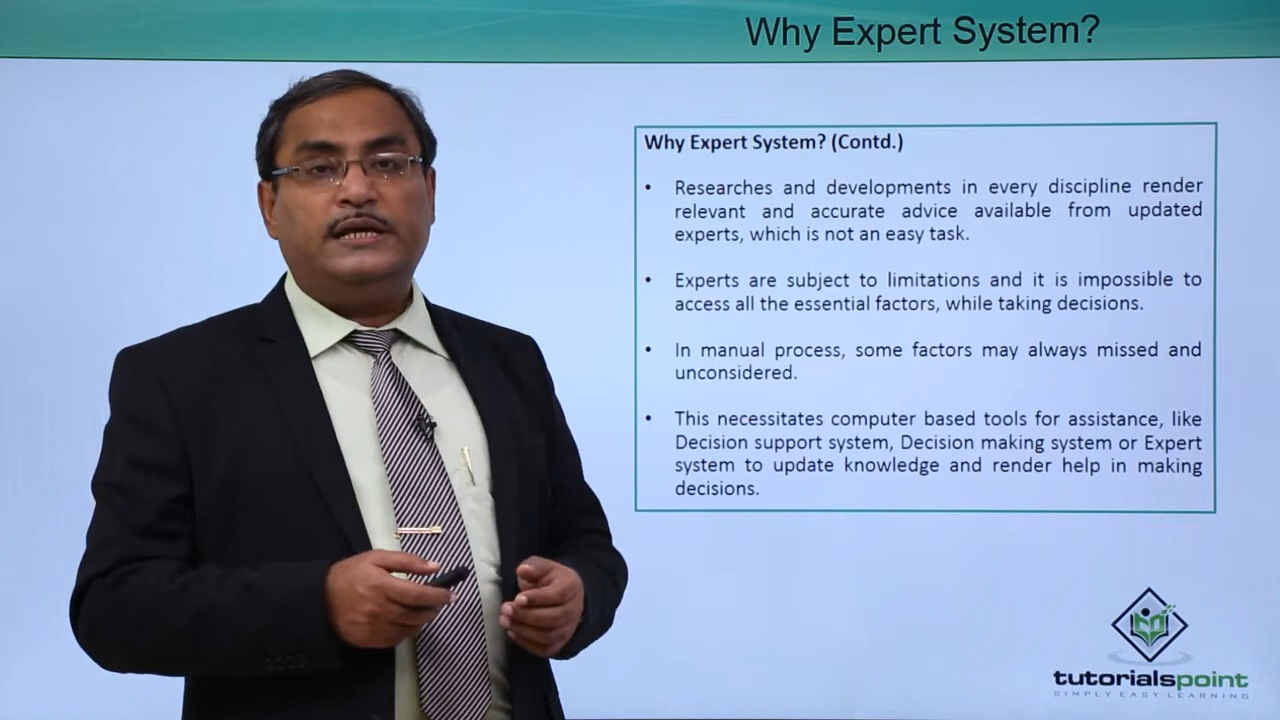 Why Expert System?
Why Expert System? (Contd.)
• Researches and developments in every discipline render
relevant and accurate advice available from updated
experts, which is not an easy task.
• Experts are subject to limitations and it is impossible to
access all the essential factors, while taking decisions.
• In manual process, some factors may always missed and
unconsidered.
• This necessitates computer based tools for assistance, like
Decision support system, Decision making system or Expert
system to update knowledge and render help in making
decisions.
tutorialspoint
SIMPLY EASY LEARNING